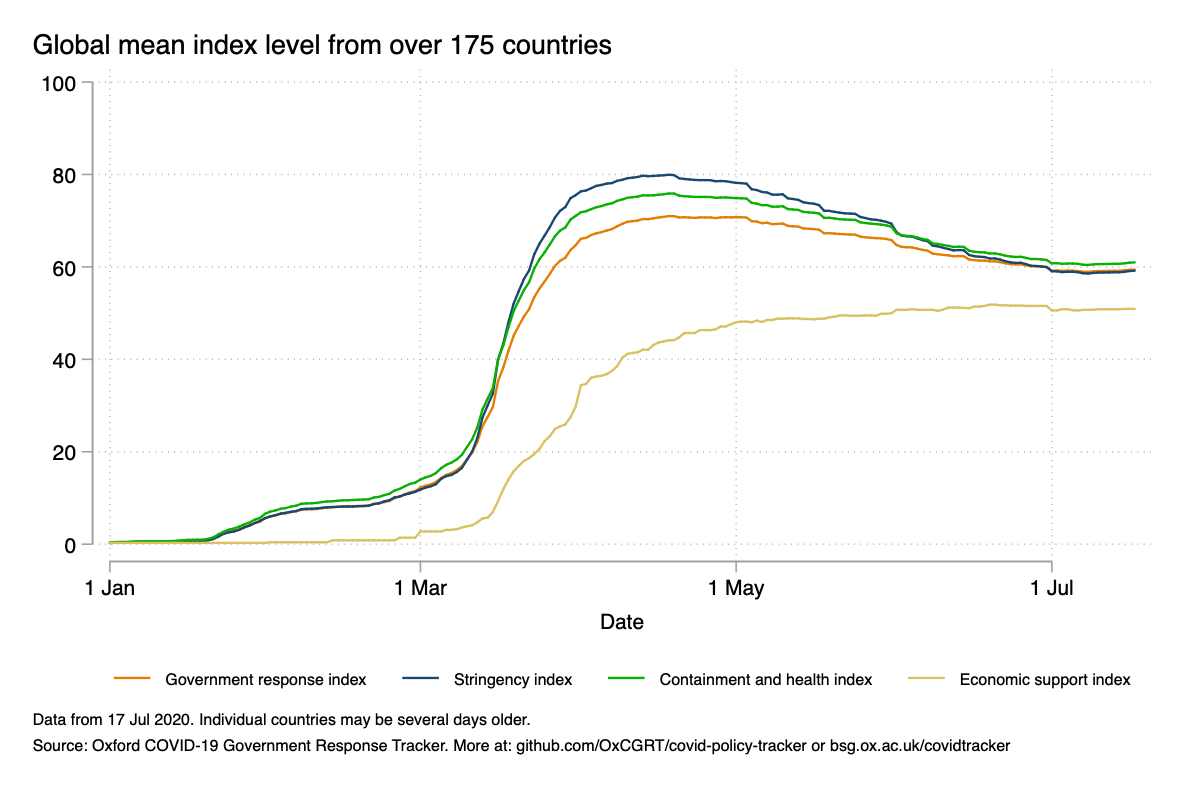 Global mean index level from over 175 countries
100
80
60
40
20
0
1 Jan 1 Mar 1 May 1 Jul
Date
Government response index Stringency index Containment and health index Economic support index
Data from 17 Jul 2020. Individual countries may be several days older.
Source: Oxford COVID-19 Government Response Tracker. More at: github.com/OxCGRT/covid-policy-tracker or bsg.ox.ac.uk/covidtracker